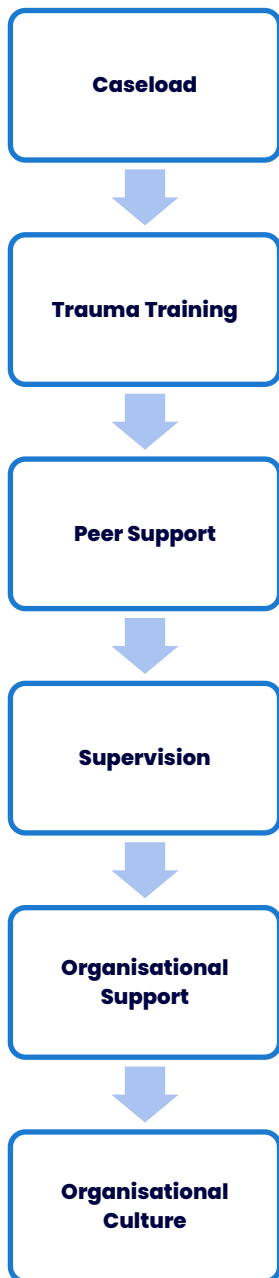 Caseload
Trauma Training
Peer Support
Supervision
Organisational
Support
Organisational
Culture